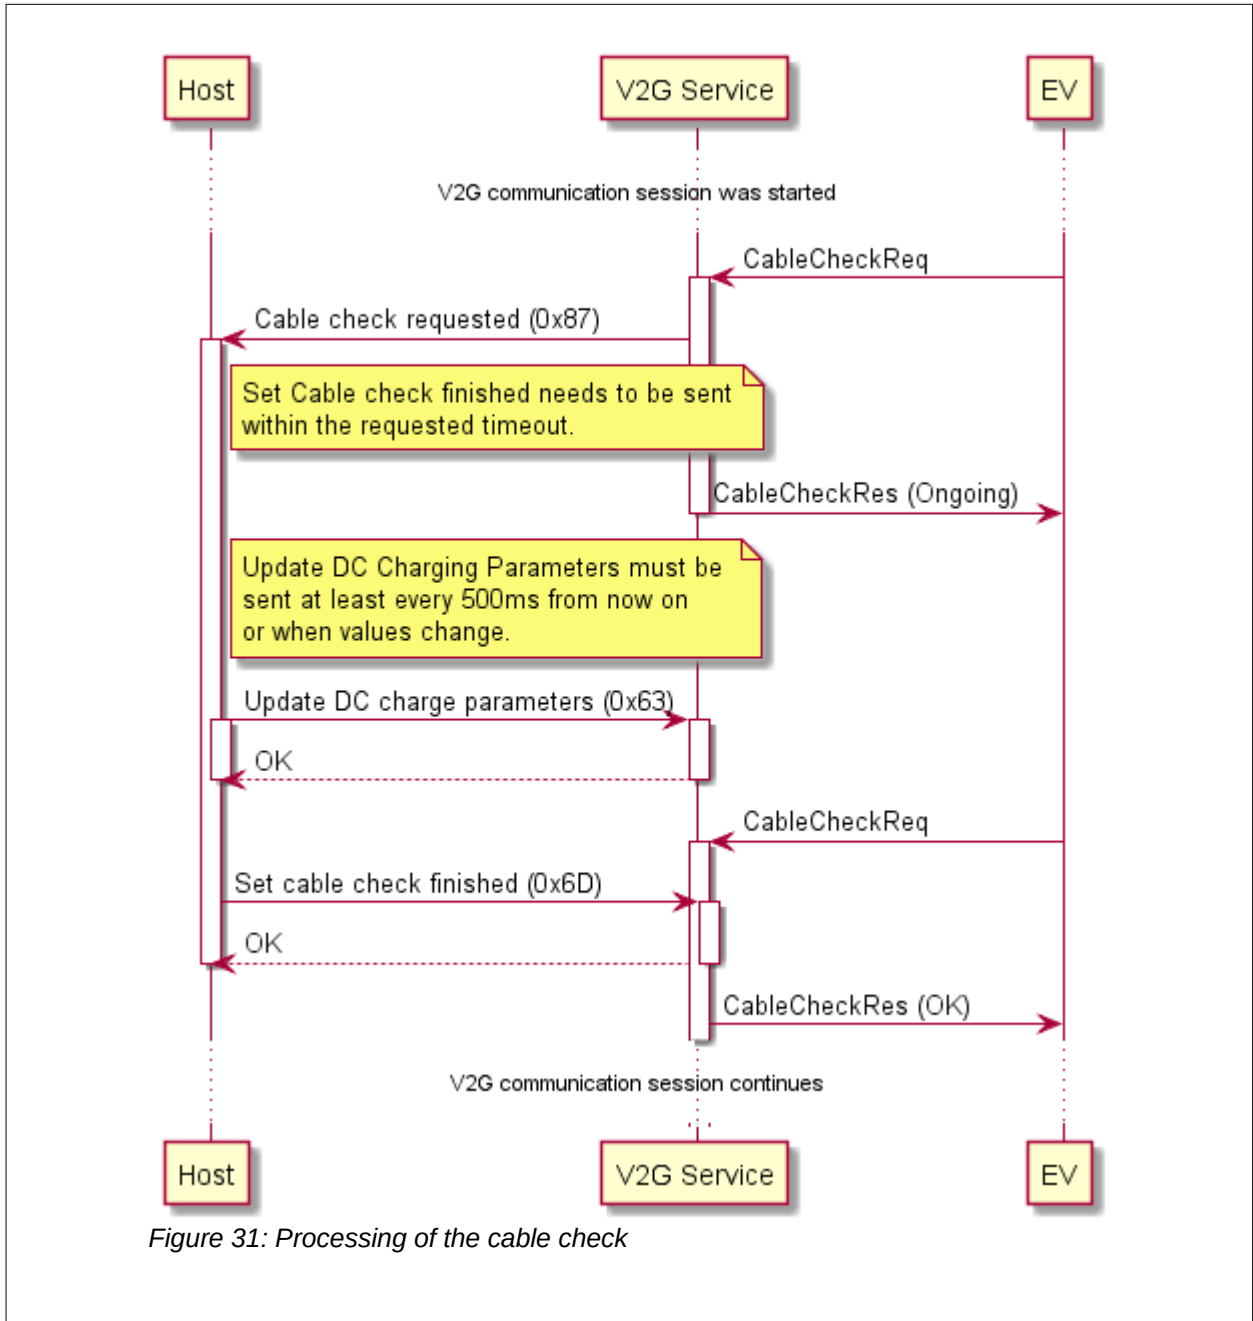 Host
V2G Service
EV
V2G communication session was started
CableCheckReq
Cable check requested (0x87)
Set Cable check finished needs to be sent
within the requested timeout.
CableCheckRes (Ongoing)
Update DC Charging Parameters must be
sent at least every 500ms from now on
or when values change.
Update DC charge parameters (0x63)
OK
CableCheckReq
Set cable check finished (0x6D)
OK
CableCheckRes (OK)
V2G communication session continues
Host
V2G Service
EV
Figure 31: Processing of the cable check